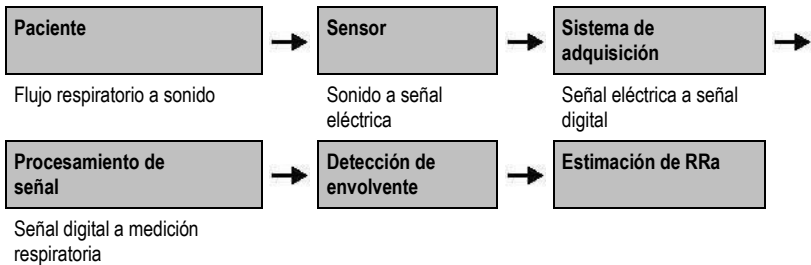 Paciente
Sensor
Sistema de
adquisición
Flujo respiratorio a sonido
Sonido a señal
eléctrica
Señal eléctrica a señal
digital
Procesamiento de
señal
Detección de
envolvente
Estimación de RRa
Señal digital a medición
respiratoria